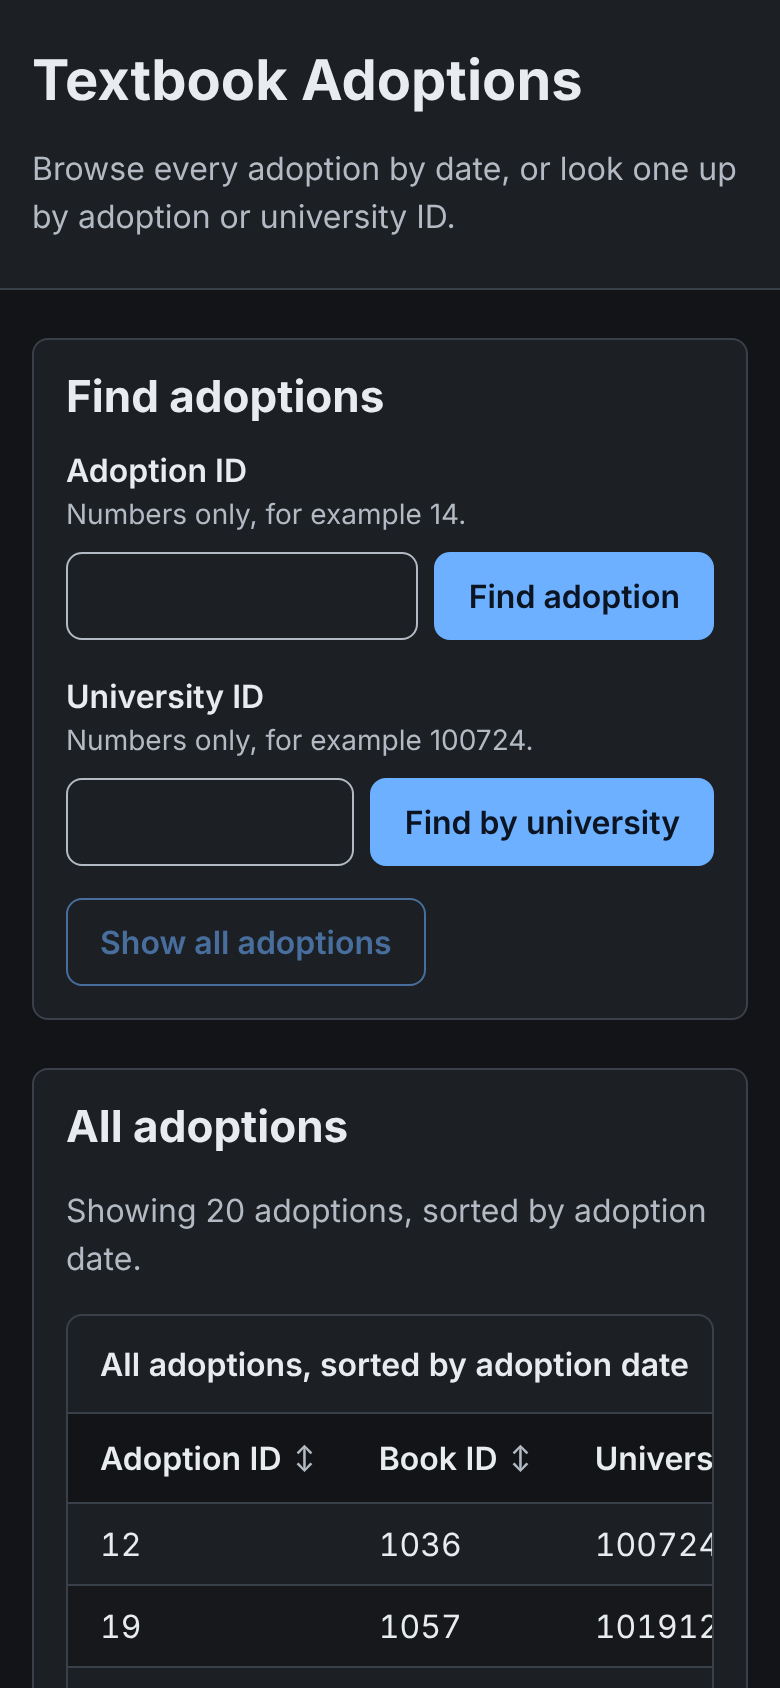 Textbook Adoptions
Browse every adoption by date, or look one up
by adoption or university ID.
Find adoptions
Adoption ID
Numbers only, for example 14.
Find adoption
University ID
Numbers only, for example 100724.
Find by university
Show all adoptions
All adoptions
Showing 20 adoptions, sorted by adoption
date.
All adoptions, sorted by adoption date
Adoption ID ↕ Book ID ↕ Univers
12 1036 100724
19 1057 101912